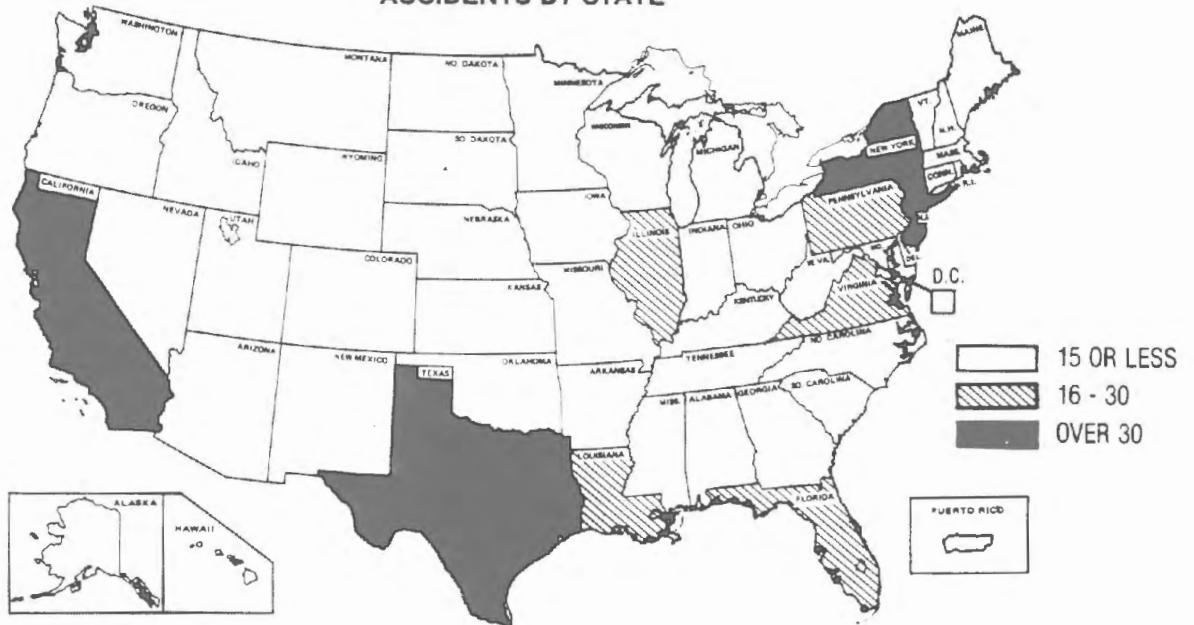 ACCIDENTS BY STATE
WASHINGTON
MONTANA
NO. DAKOTA
MINNESOTA
MAINE
OREGON
IDAHO
WYOMING
SO. DAKOTA
WISCONSIN
MICHIGAN
VT.
N.H.
NEW YORK
MASS.
CONN.
R.I.
CALIFORNIA
NEVADA
UTAH
NEBRASKA
IOWA
PENNSYLVANIA
N.J.
COLORADO
ILLINOIS
INDIANA
OHIO
W. VA.
MD.
DEL.
D.C.
KANSAS
MISSOURI
KENTUCKY
VIRGINIA
ARIZONA
NEW MEXICO
OKLAHOMA
TEXAS
ARKANSAS
TENNESSEE
NO. CAROLINA
SO. CAROLINA
MISS.
ALABAMA
GEORGIA
LOUISIANA
FLORIDA
15 OR LESS
16 - 30
OVER 30
ALASKA
HAWAII
PUERTO RICO